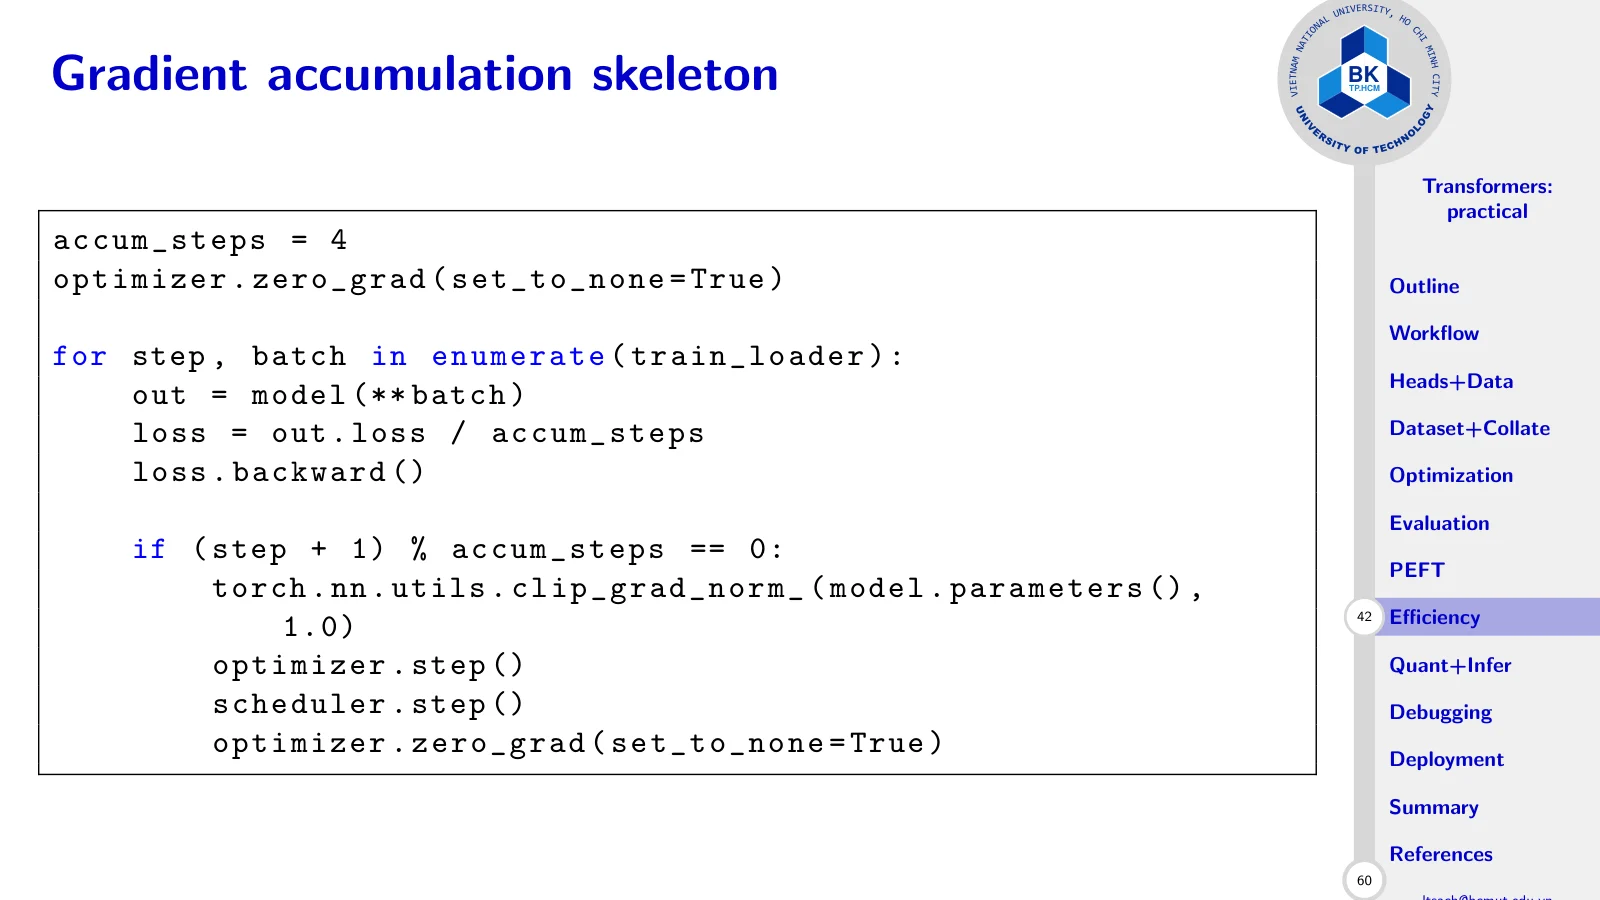 Gradient accumulation skeleton
accum_steps = 4
optimizer.zero_grad(set_to_none=True)
for step, batch in enumerate(train_loader):
    out = model(**batch)
    loss = out.loss / accum_steps
    loss.backward()
    if (step + 1) % accum_steps == 0:
        torch.nn.utils.clip_grad_norm_(model.parameters(),
            1.0)
        optimizer.step()
        scheduler.step()
        optimizer.zero_grad(set_to_none=True)
VIETNAM NATIONAL UNIVERSITY, HO CHI MINH CITY
BK
TP.HCM
UNIVERSITY OF TECHNOLOGY
Transformers:
practical
Outline
Workflow
Heads+Data
Dataset+Collate
Optimization
Evaluation
PEFT
42 Efficiency
Quant+Infer
Debugging
Deployment
Summary
References
60